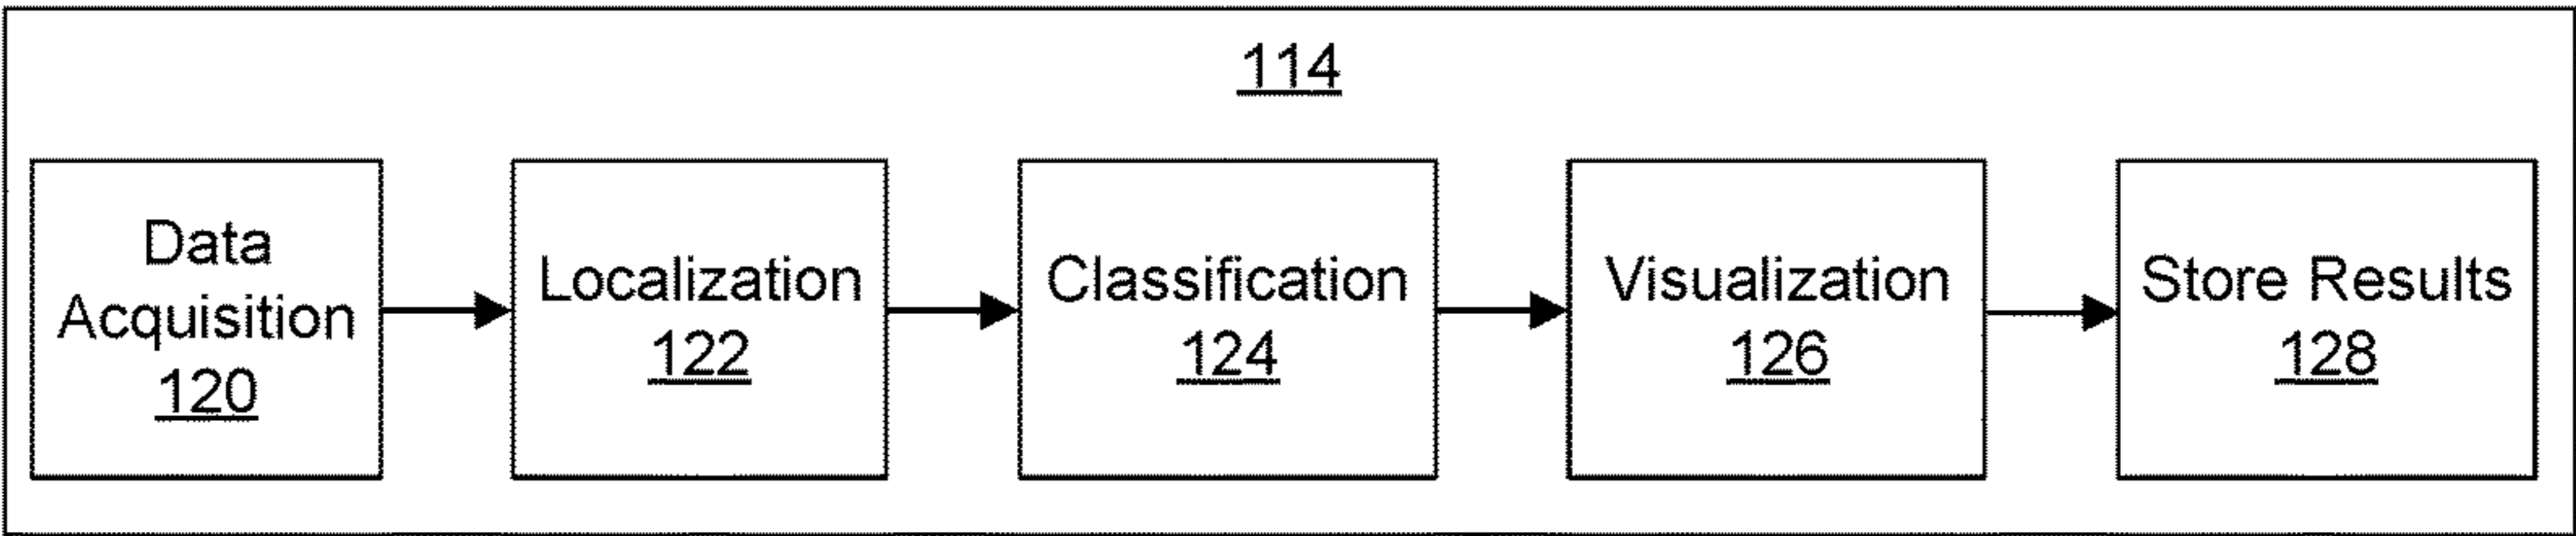 114
Data
Acquisition
120
Localization
122
Classification
124
Visualization
126
Store Results
128